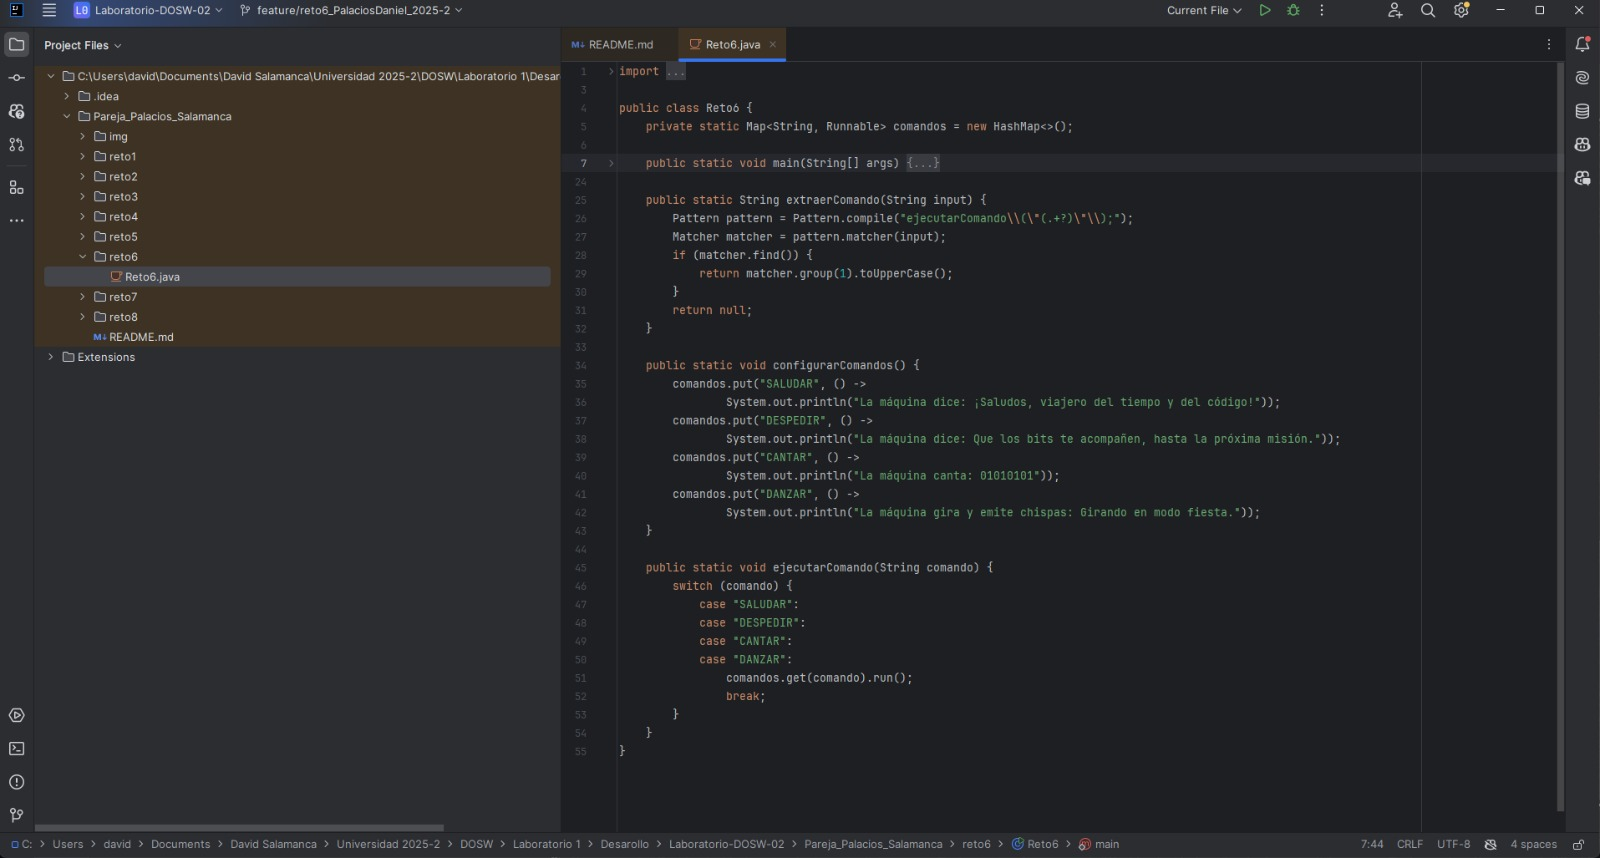 L0 Laboratorio-DOSW-02 feature/reto6_PalaciosDaniel_2025-2 Current File
Project Files
C:\Users\david\Documents\David Salamanca\Universidad 2025-2\DOSW\Laboratorio 1\Desar
.idea
Pareja_Palacios_Salamanca
img
reto1
reto2
reto3
reto4
reto5
reto6
Reto6.java
reto7
reto8
M↓ README.md
Extensions
M↓ README.md Reto6.java ×
1 import ...
3
4 public class Reto6 {
5 private static Map<String, Runnable> comandos = new HashMap<>();
6
7 public static void main(String[] args) {...}
24
25 public static String extraerComando(String input) {
26 Pattern pattern = Pattern.compile("ejecutarComando\\(\"(.+?)\"\\);");
27 Matcher matcher = pattern.matcher(input);
28 if (matcher.find()) {
29 return matcher.group(1).toUpperCase();
30 }
31 return null;
32 }
33
34 public static void configurarComandos() {
35 comandos.put("SALUDAR", () ->
36 System.out.println("La máquina dice: ¡Saludos, viajero del tiempo y del código!"));
37 comandos.put("DESPEDIR", () ->
38 System.out.println("La máquina dice: Que los bits te acompañen, hasta la próxima misión."));
39 comandos.put("CANTAR", () ->
40 System.out.println("La máquina canta: 01010101"));
41 comandos.put("DANZAR", () ->
42 System.out.println("La máquina gira y emite chispas: Girando en modo fiesta."));
43 }
44
45 public static void ejecutarComando(String comando) {
46 switch (comando) {
47 case "SALUDAR":
48 case "DESPEDIR":
49 case "CANTAR":
50 case "DANZAR":
51 comandos.get(comando).run();
52 break;
53 }
54 }
55 }
C: > Users > david > Documents > David Salamanca > Universidad 2025-2 > DOSW > Laboratorio 1 > Desarollo > Laboratorio-DOSW-02 > Pareja_Palacios_Salamanca > reto6 > Reto6 > main 7:44 CRLF UTF-8 4 spaces